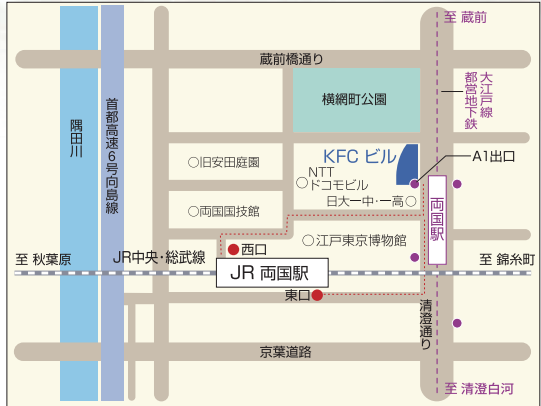 至 蔵前
蔵前橋通り
大江戸線
都営地下鉄
横網町公園
首都高速6号向島線
隅田川
KFC ビル
A1出口
○旧安田庭園
NTT
○ドコモビル
日大一中・一高○
○両国国技館
両国駅
○江戸東京博物館
西口
至 秋葉原
JR中央・総武線
至 錦糸町
JR 両国駅
東口
清澄通り
京葉道路
至 清澄白河